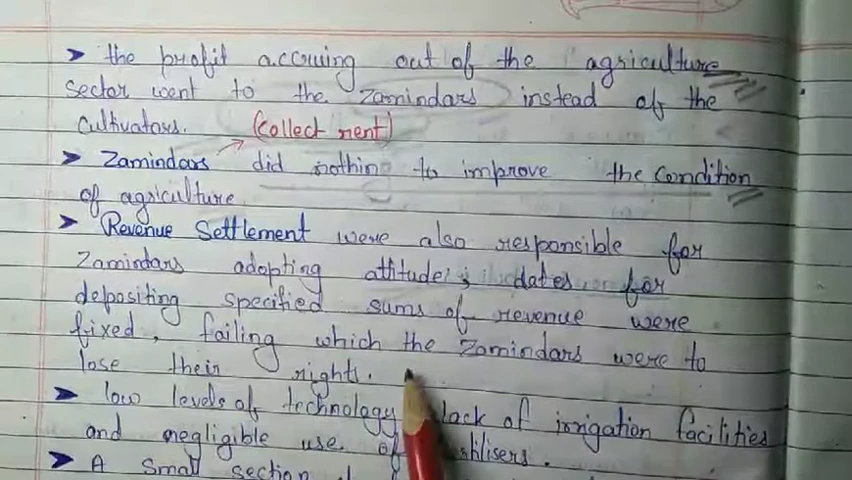 ➤ the profit accruing out of the agriculture
sector went to the zamindars instead of the
cultivators. (collect rent)
➤ Zamindars did nothing to improve the condition
of agriculture
➤ Revenue Settlement were also responsible for
Zamindars adopting attitude; dates for
depositing specified sums of revenue were
fixed, failing which the Zamindars were to
lose their rights.
➤ low levels of technology lack of irrigation facilities
and negligible use of
➤ A small section